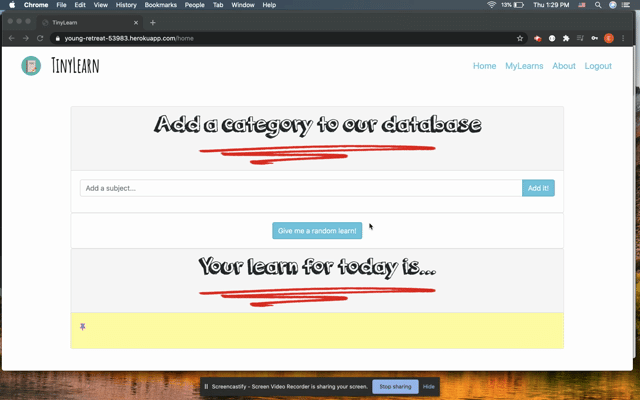 Chrome File Edit View History Bookmarks People Tab Window Help 13% Thu 1:29 PM
TinyLearn
young-retreat-53983.herokuapp.com/home
TinyLearn Home MyLearns About Logout
Add a category to our database
Add a subject... Add it!
Give me a random learn!
Your learn for today is...
Screencastify - Screen Video Recorder is sharing your screen. Stop sharing Hide